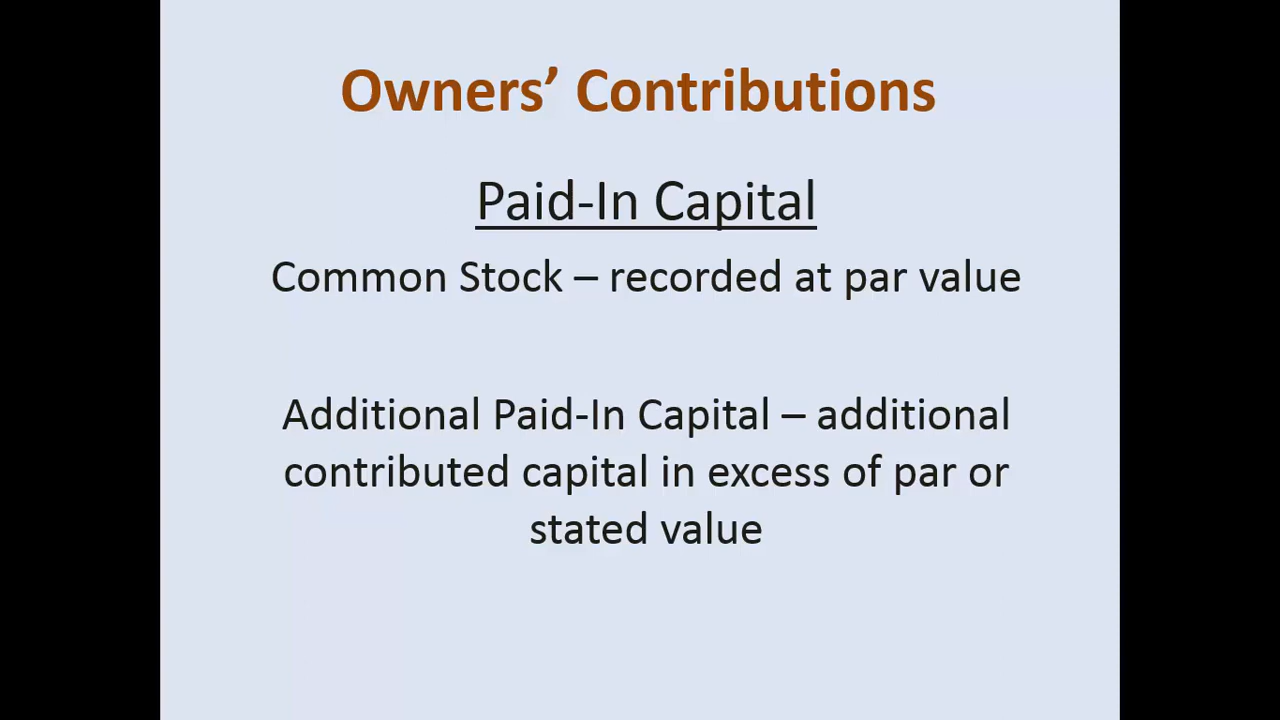 Owners’ Contributions
Paid-In Capital
Common Stock – recorded at par value
Additional Paid-In Capital – additional
contributed capital in excess of par or
stated value